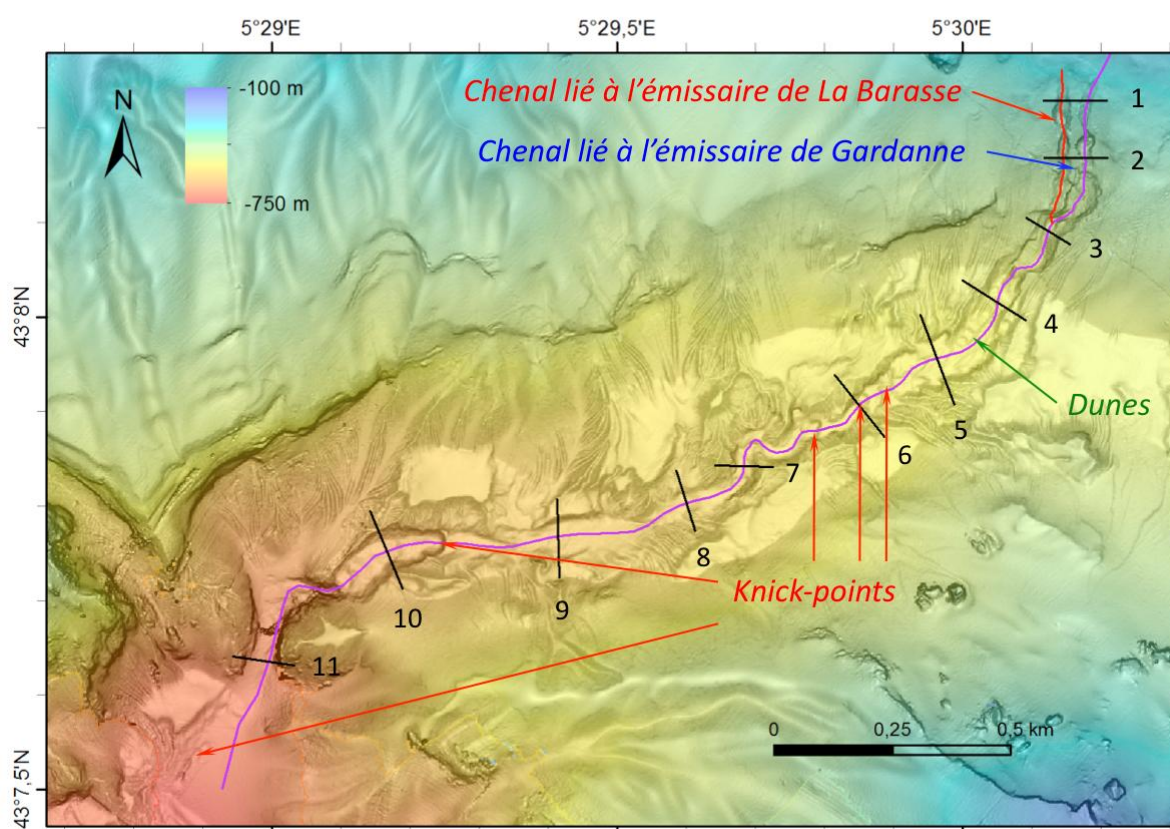 5°29'E
5°29,5'E
5°30'E
N
-100 m
-750 m
Chenal lié à l'émissaire de La Barasse
1
Chenal lié à l'émissaire de Gardanne
2
3
43°8'N
4
Dunes
5
6
7
8
Knick-points
9
10
11
0
0,25
0,5 km
43°7,5'N